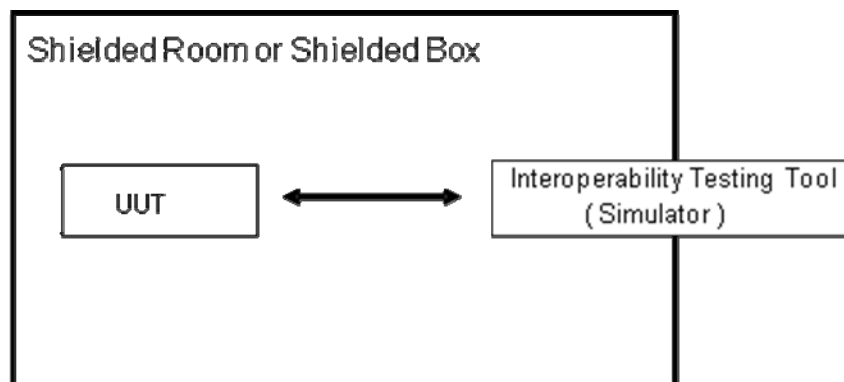 Shielded Room or Shielded Box
UUT
Interoperability Testing Tool
( Simulator )